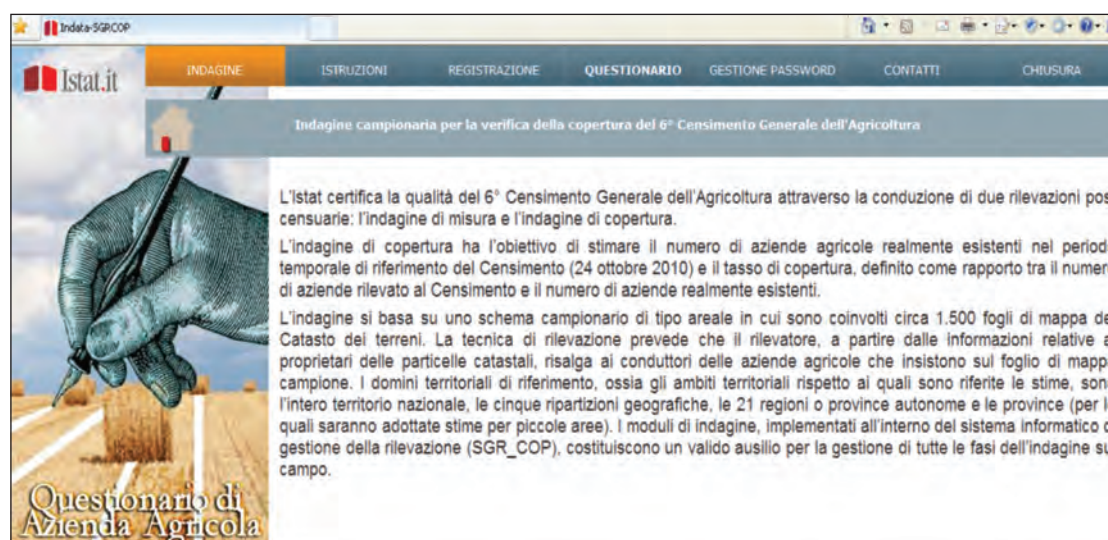 Indata-SGRCOP
Istat.it
INDAGINE ISTRUZIONI REGISTRAZIONE QUESTIONARIO GESTIONE PASSWORD CONTATTI CHIUSURA
Indagine campionaria per la verifica della copertura del 6° Censimento Generale dell'Agricoltura
L'Istat certifica la qualità del 6° Censimento Generale dell'Agricoltura attraverso la conduzione di due rilevazioni pos
censuarie: l'indagine di misura e l'indagine di copertura.
L'indagine di copertura ha l'obiettivo di stimare il numero di aziende agricole realmente esistenti nel period
temporale di riferimento del Censimento (24 ottobre 2010) e il tasso di copertura, definito come rapporto tra il numer
di aziende rilevato al Censimento e il numero di aziende realmente esistenti.
L'indagine si basa su uno schema campionario di tipo areale in cui sono coinvolti circa 1.500 fogli di mappa de
Catasto dei terreni. La tecnica di rilevazione prevede che il rilevatore, a partire dalle informazioni relative a
proprietari delle particelle catastali, risalga ai conduttori delle aziende agricole che insistono sul foglio di mapp
campione. I domini territoriali di riferimento, ossia gli ambiti territoriali rispetto ai quali sono riferite le stime, son
l'intero territorio nazionale, le cinque ripartizioni geografiche, le 21 regioni o province autonome e le province (per l
quali saranno adottate stime per piccole aree). I moduli di indagine, implementati all'interno del sistema informatico d
gestione della rilevazione (SGR_COP), costituiscono un valido ausilio per la gestione di tutte le fasi dell'indagine su
campo.
Questionario di
Azienda Agricola